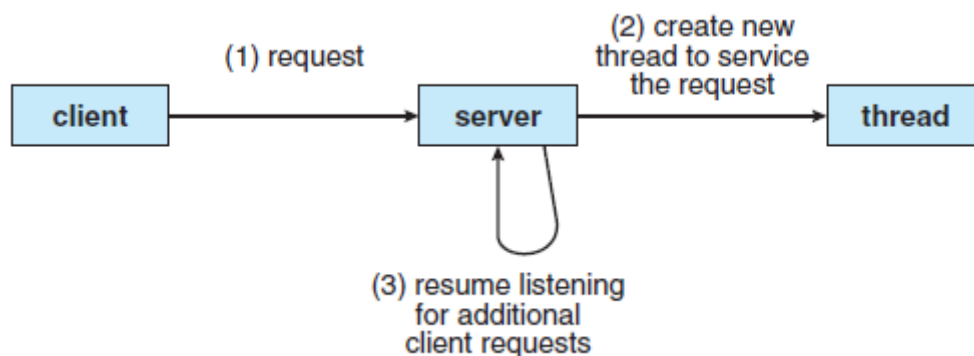 (1) request
(2) create new
thread to service
the request
client
server
thread
(3) resume listening
for additional
client requests